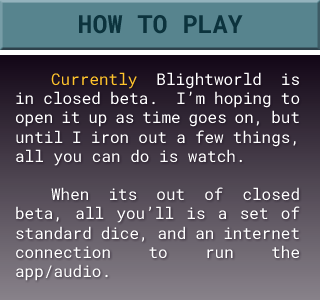 HOW TO PLAY
Currently Blightworld is
in closed beta. I'm hoping to
open it up as time goes on, but
until I iron out a few things,
all you can do is watch.
When its out of closed
beta, all you'll is a set of
standard dice, and an internet
connection to run the
app/audio.